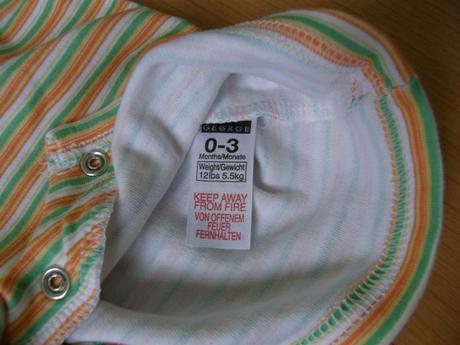 GEORGE
0-3
Months/Monate
Weight/Gewicht
12lbs 5.5kg
KEEP AWAY
FROM FIRE
VON OFFENEM
FEUER
FERNHALTEN